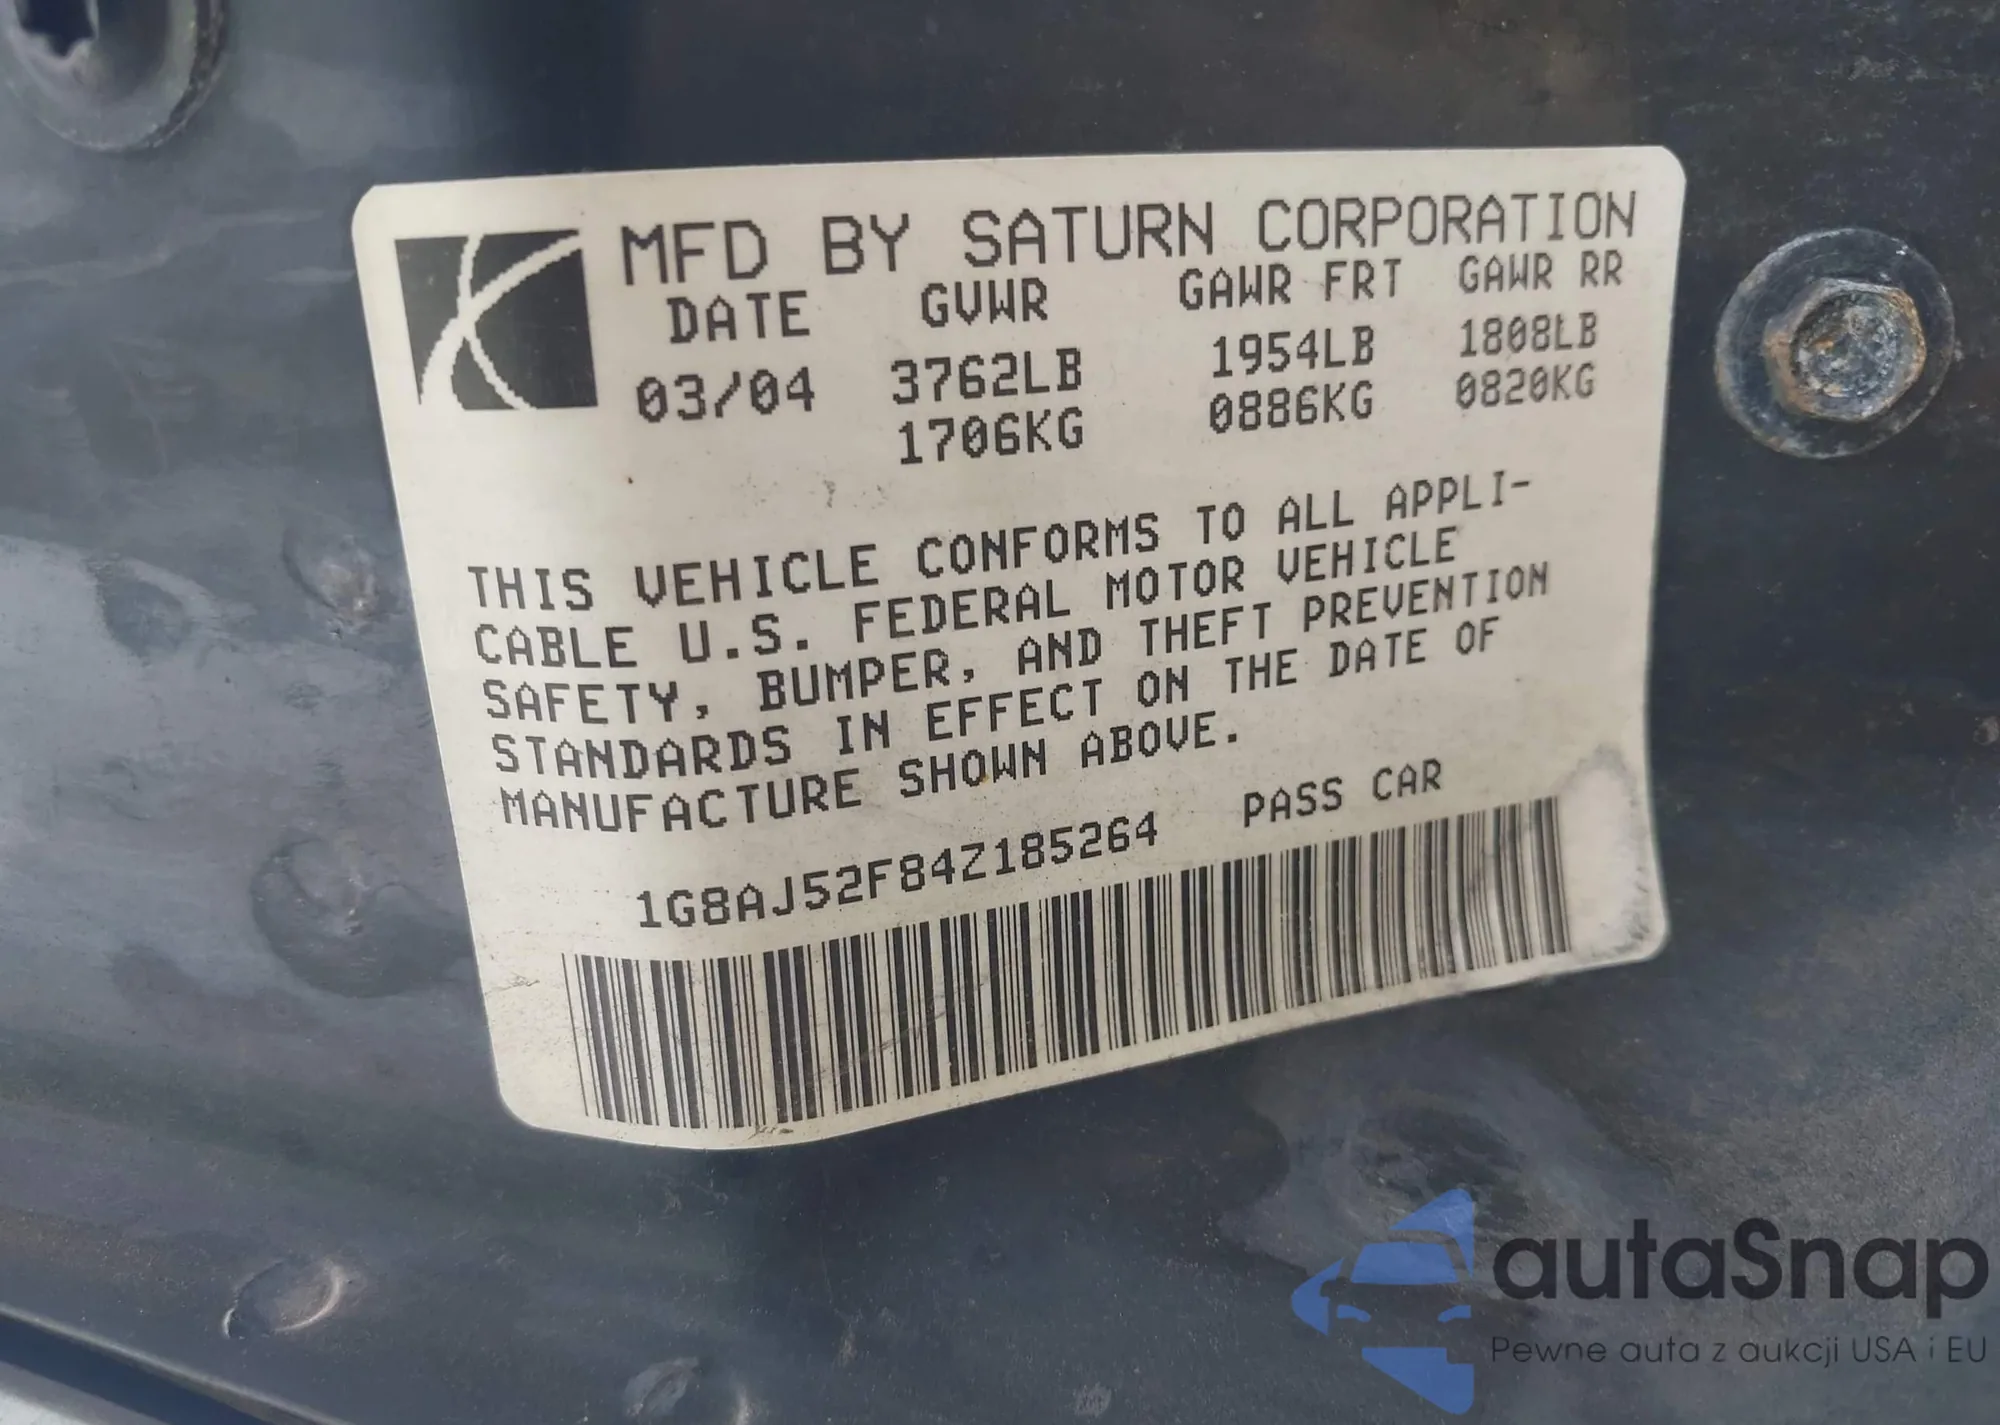 MFD BY SATURN CORPORATION
DATE GVWR GAWR FRT GAWR RR
03/04 3762LB 1954LB 1808LB
1706KG 0886KG 0820KG
THIS VEHICLE CONFORMS TO ALL APPLI-
CABLE U.S. FEDERAL MOTOR VEHICLE
SAFETY, BUMPER, AND THEFT PREVENTION
STANDARDS IN EFFECT ON THE DATE OF
MANUFACTURE SHOWN ABOVE.
1G8AJ52F84Z185264 PASS CAR
autaSnap
Pewne auta z aukcji USA i EU